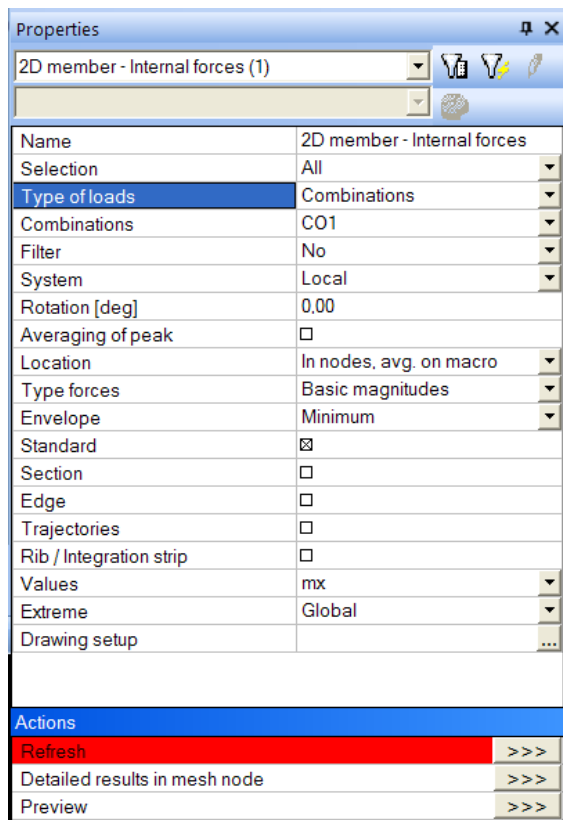 Properties
2D member - Internal forces (1)
Name 2D member - Internal forces
Selection All
Type of loads Combinations
Combinations CO1
Filter No
System Local
Rotation [deg] 0,00
Averaging of peak
Location In nodes, avg. on macro
Type forces Basic magnitudes
Envelope Minimum
Standard
Section
Edge
Trajectories
Rib / Integration strip
Values mx
Extreme Global
Drawing setup ...
Actions
Refresh >>>
Detailed results in mesh node >>>
Preview >>>